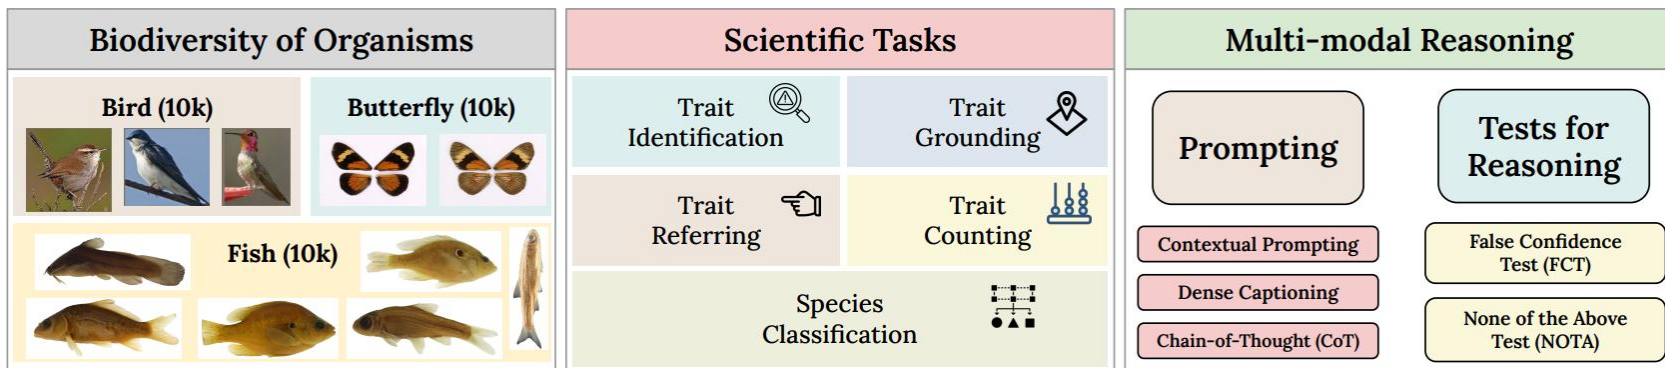 Biodiversity of Organisms
Bird (10k)
Butterfly (10k)
Fish (10k)
Scientific Tasks
Trait
Identification
Trait
Grounding
Trait
Referring
Trait
Counting
Species
Classification
Multi-modal Reasoning
Prompting
Contextual Prompting
Dense Captioning
Chain-of-Thought (CoT)
Tests for
Reasoning
False Confidence
Test (FCT)
None of the Above
Test (NOTA)